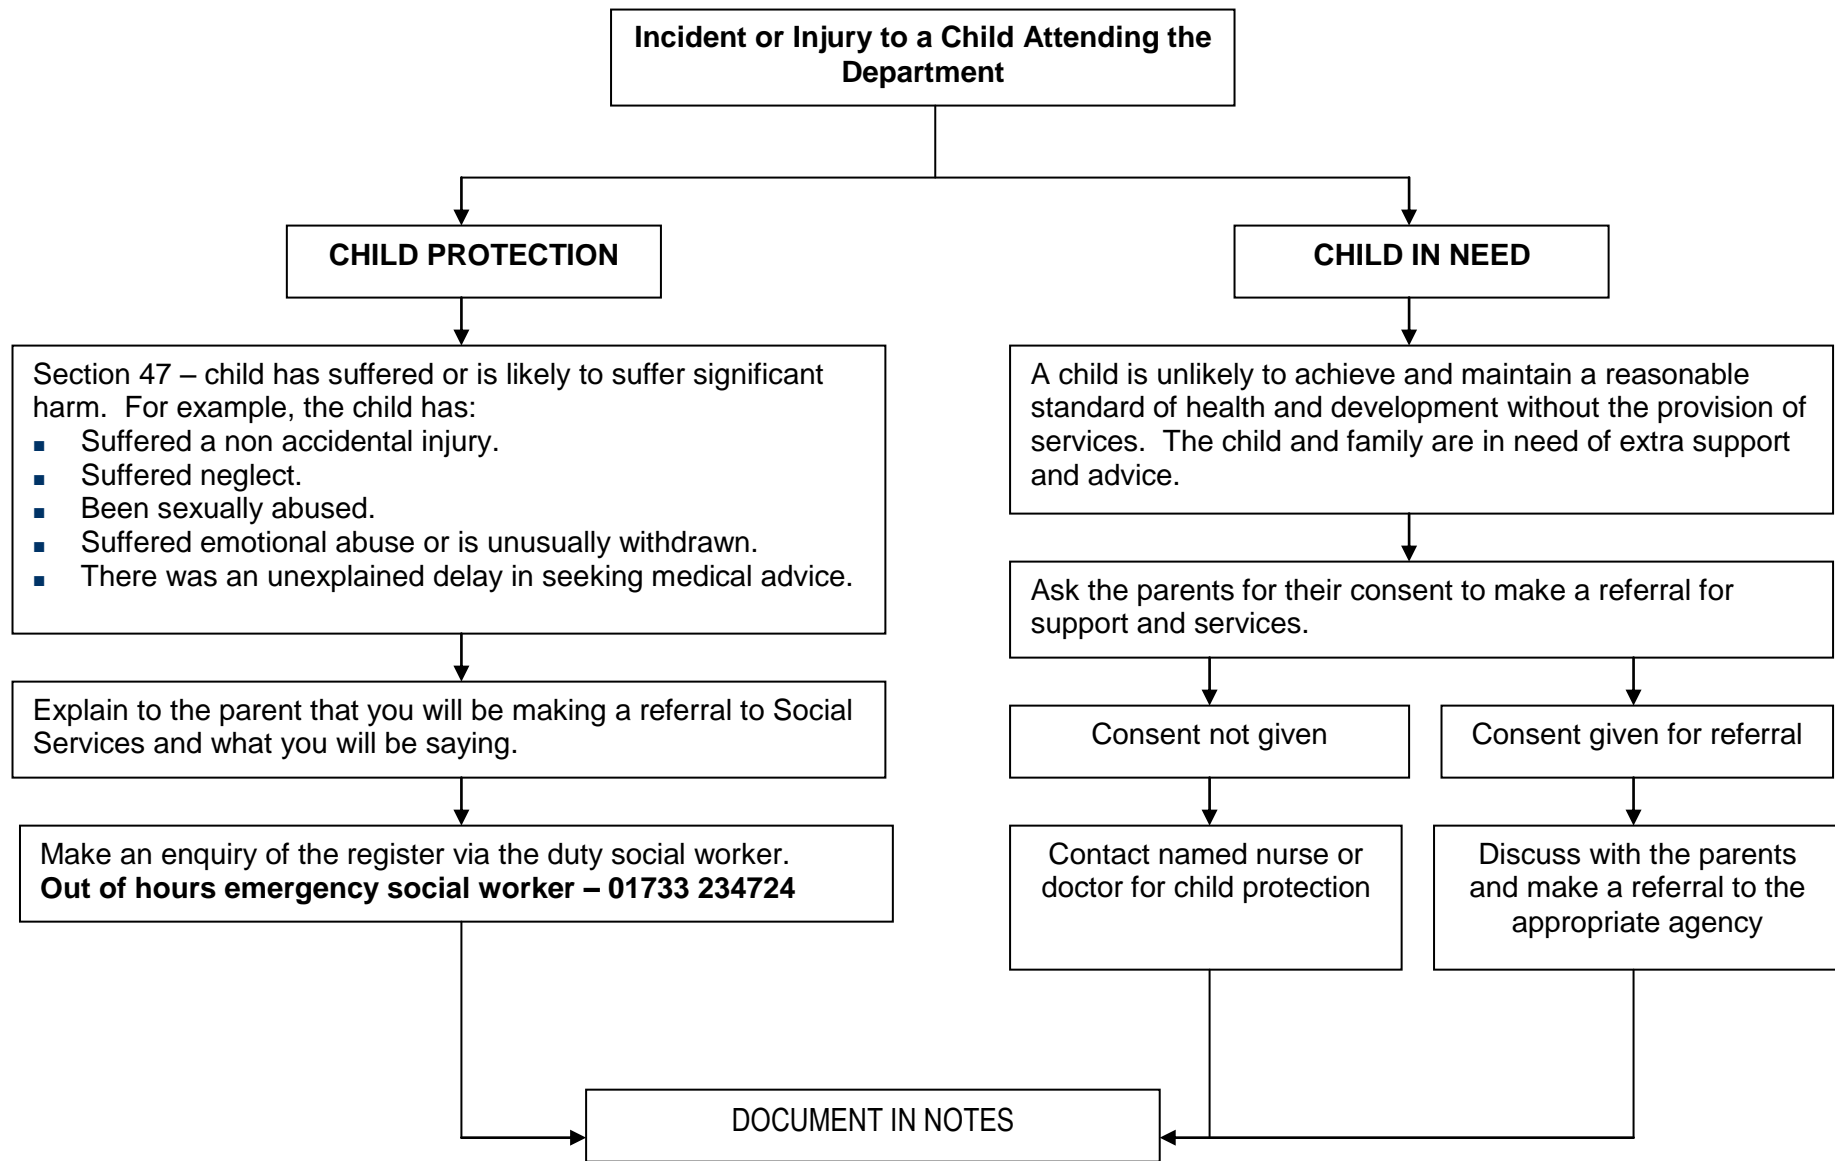 Incident or Injury to a Child Attending the
Department
CHILD PROTECTION
Section 47 – child has suffered or is likely to suffer significant
harm.  For example, the child has:
▪ Suffered a non accidental injury.
▪ Suffered neglect.
▪ Been sexually abused.
▪ Suffered emotional abuse or is unusually withdrawn.
▪ There was an unexplained delay in seeking medical advice.
Explain to the parent that you will be making a referral to Social
Services and what you will be saying.
Make an enquiry of the register via the duty social worker.
Out of hours emergency social worker – 01733 234724
CHILD IN NEED
A child is unlikely to achieve and maintain a reasonable
standard of health and development without the provision of
services.  The child and family are in need of extra support
and advice.
Ask the parents for their consent to make a referral for
support and services.
Consent not given
Contact named nurse or
doctor for child protection
Consent given for referral
Discuss with the parents
and make a referral to the
appropriate agency
DOCUMENT IN NOTES